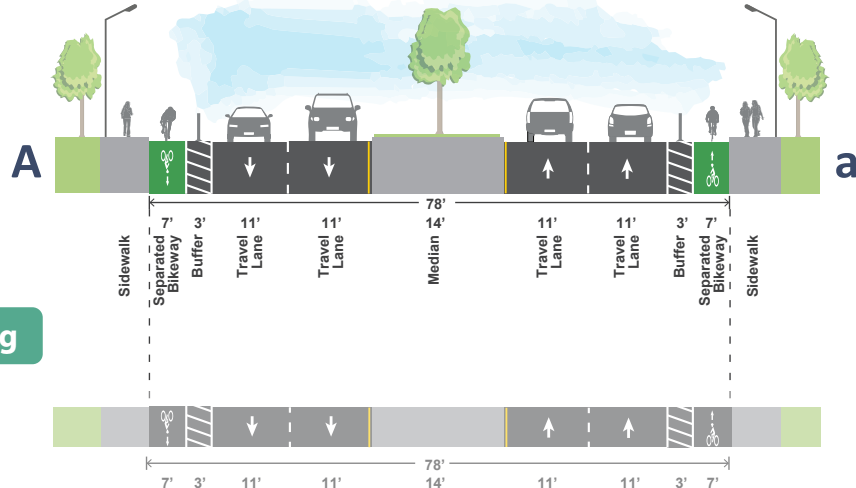 A
a
78'
7' 3' 11' 11' 14' 11' 11' 3' 7'
Sidewalk
Separated
Bikeway
Buffer
Travel
Lane
Travel
Lane
Median
Travel
Lane
Travel
Lane
Buffer
Separated
Bikeway
Sidewalk
g
78'
7' 3' 11' 11' 14' 11' 11' 3' 7'